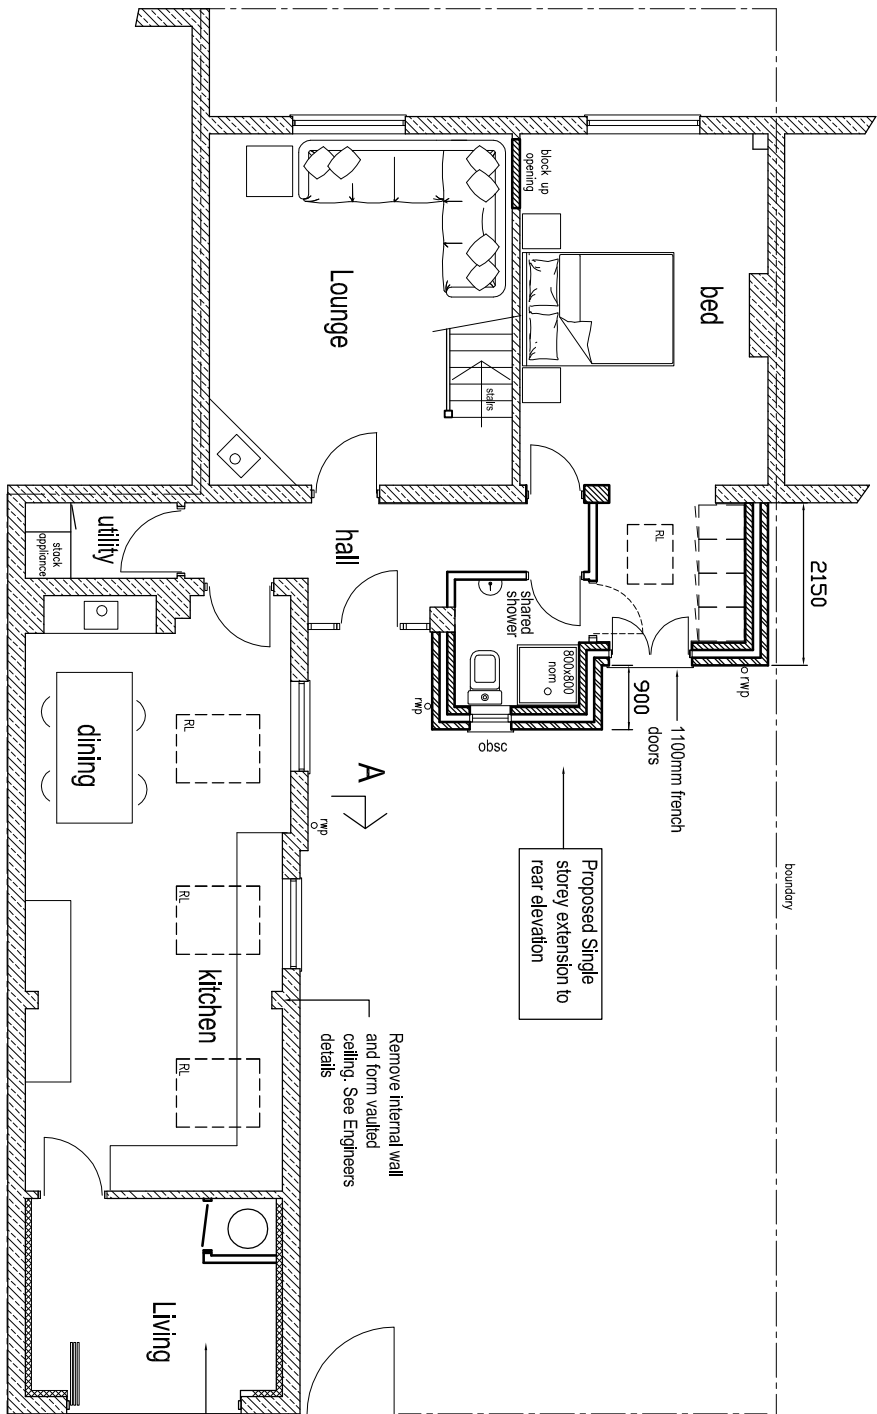 2150
boundary
bed
RL
rwp
1100mm french
doors
900
Proposed Single
storey extension to
rear elevation
block up
opening
800x800
nom
shared
shower
obsc
stairs
rwp
Lounge
hall
A
rwp
Remove internal wall
and form vaulted
ceiling. See Engineers
details
RL
RL
kitchen
RL
Living
utility
dining
stack
appliance